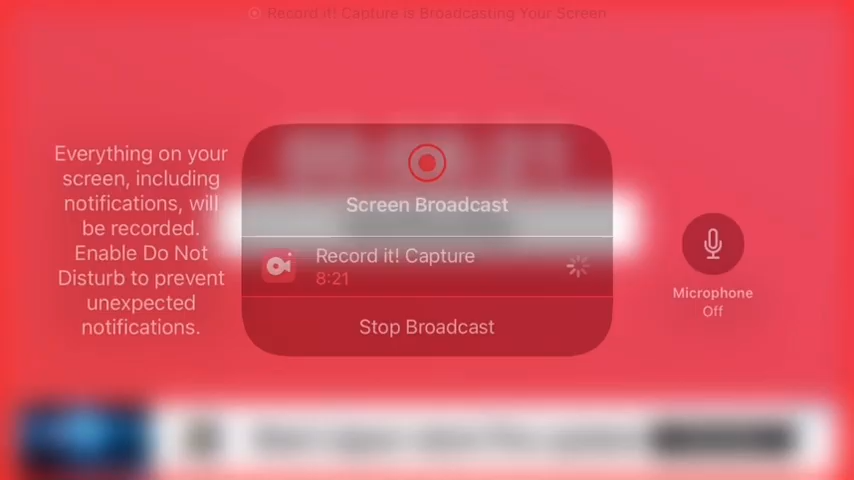 Record it! Capture is Broadcasting Your Screen
Everything on your
screen, including
notifications, will
be recorded.
Enable Do Not
Disturb to prevent
unexpected
notifications.
Screen Broadcast
Record it! Capture
8:21
Stop Broadcast
Microphone
Off